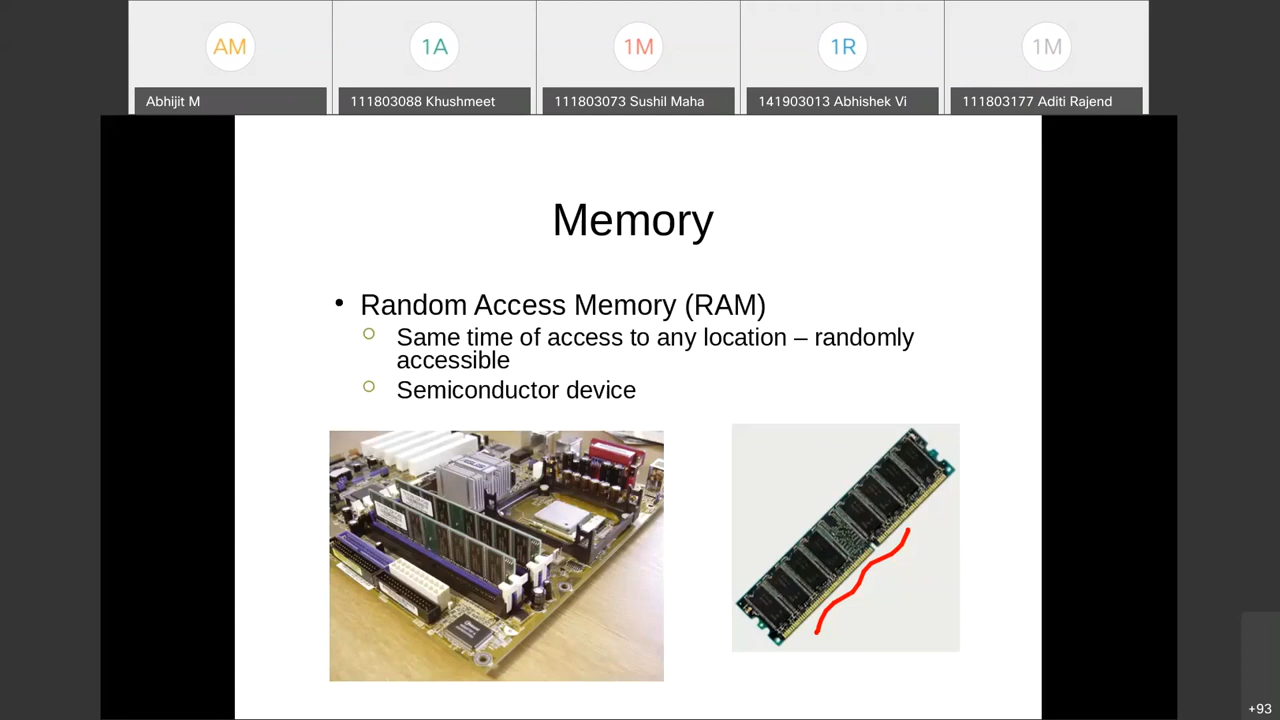 AM
1A
1M
1R
1M
Abhijit M
111803088 Khushmeet
111803073 Sushil Maha
141903013 Abhishek Vi
111803177 Aditi Rajend
Memory
• Random Access Memory (RAM)
Same time of access to any location – randomly
accessible
Semiconductor device
+93